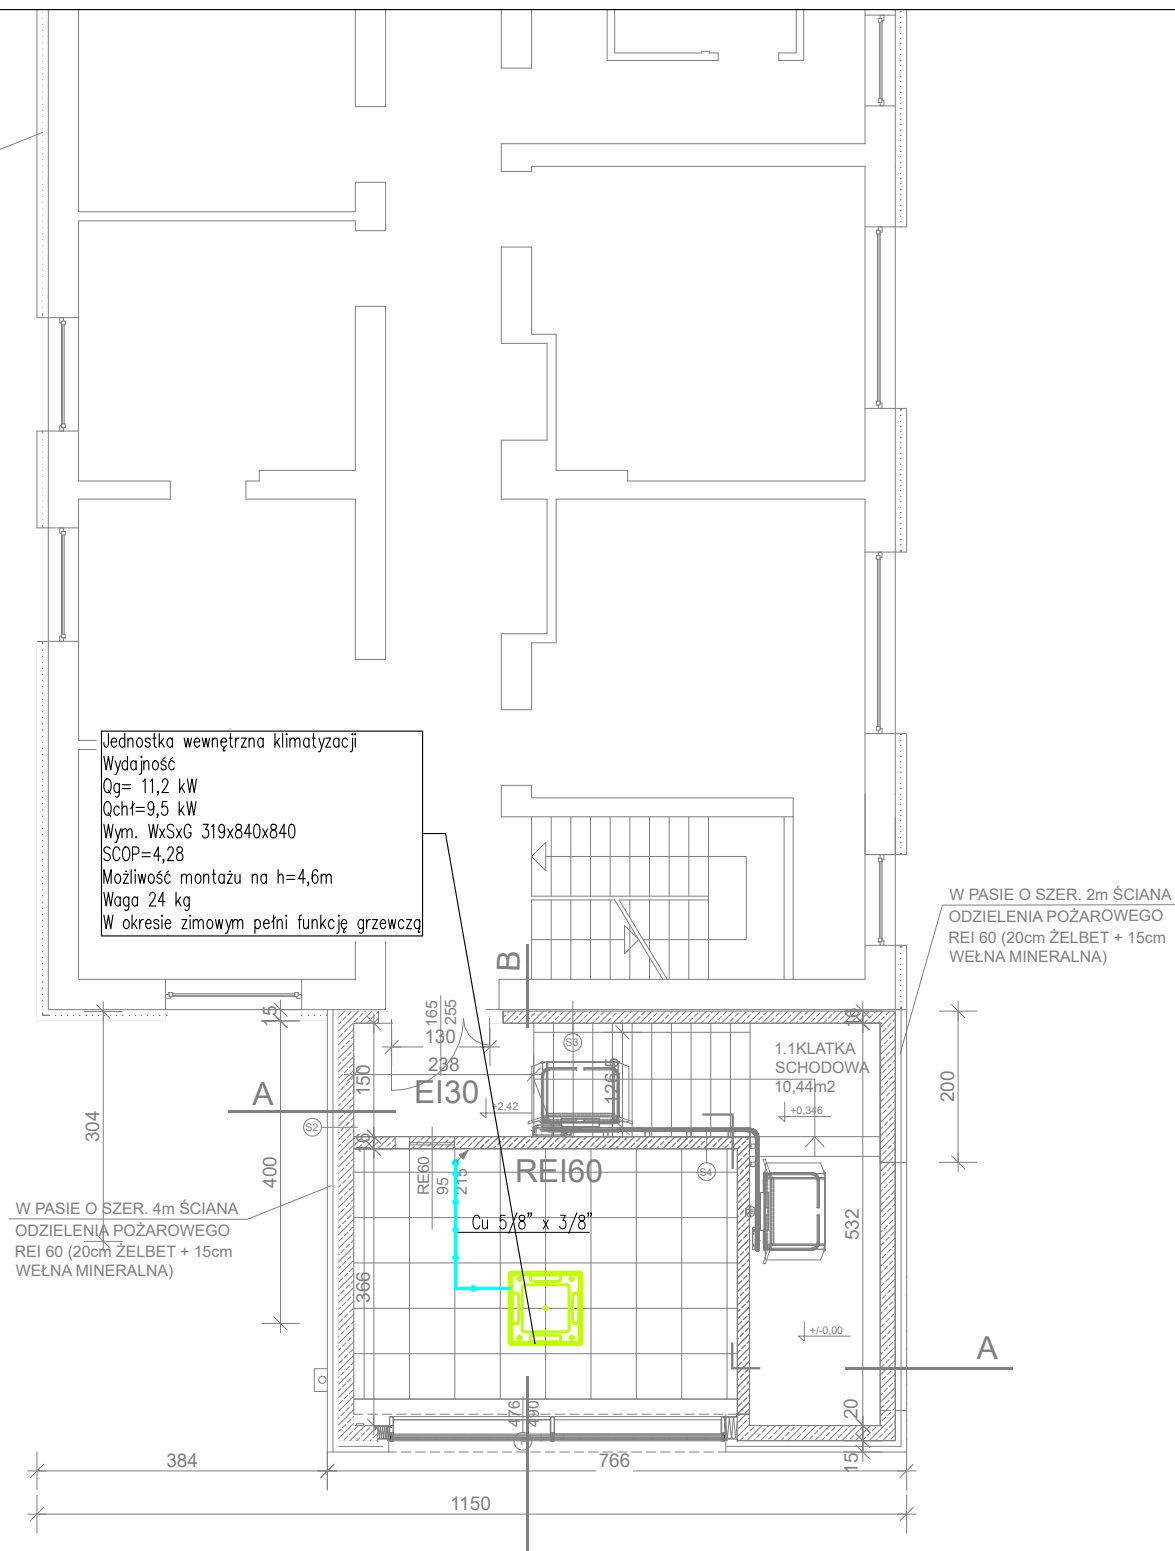 Jednostka wewnętrzna klimatyzacji
Wydajność
Qg= 11,2 kW
Qchł=9,5 kW
Wym. WxSxG 319x840x840
SCOP=4,28
Możliwość montażu na h=4,6m
Waga 24 kg
W okresie zimowym pełni funkcję grzewczą
W PASIE O SZER. 2m ŚCIANA
ODZIELENIA POŻAROWEGO
REI 60 (20cm ŻELBET + 15cm
WEŁNA MINERALNA)
B
15
165
255
130
238
EI30
150
S3
126,5
16
1.1KLATKA
SCHODOWA
10,44m2
+0,346
200
A
+2,42
304
S2
16
400
RE60
95
215
REI60
S4
W PASIE O SZER. 4m ŚCIANA
ODZIELENIA POŻAROWEGO
REI 60 (20cm ŻELBET + 15cm
WEŁNA MINERALNA)
Cu 5/8" x 3/8"
532
366
+/-0,00
A
476
490
20
15
384
766
1150